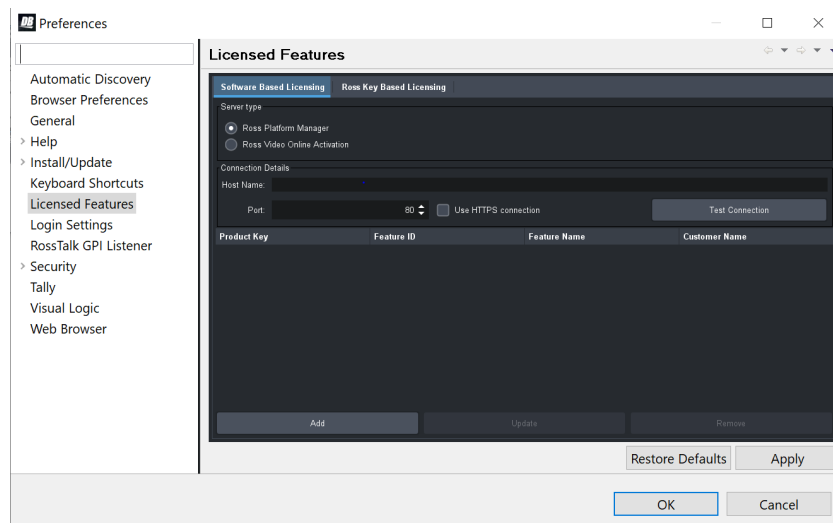 DB Preferences
Licensed Features
Automatic Discovery
Browser Preferences
General
Help
Install/Update
Keyboard Shortcuts
Licensed Features
Login Settings
RossTalk GPI Listener
Security
Tally
Visual Logic
Web Browser
Software Based Licensing Ross Key Based Licensing
Server type
Ross Platform Manager
Ross Video Online Activation
Connection Details
Host Name:
Port: 80 Use HTTPS connection Test Connection
Product Key Feature ID Feature Name Customer Name
Add Update Remove
Restore Defaults Apply
OK Cancel